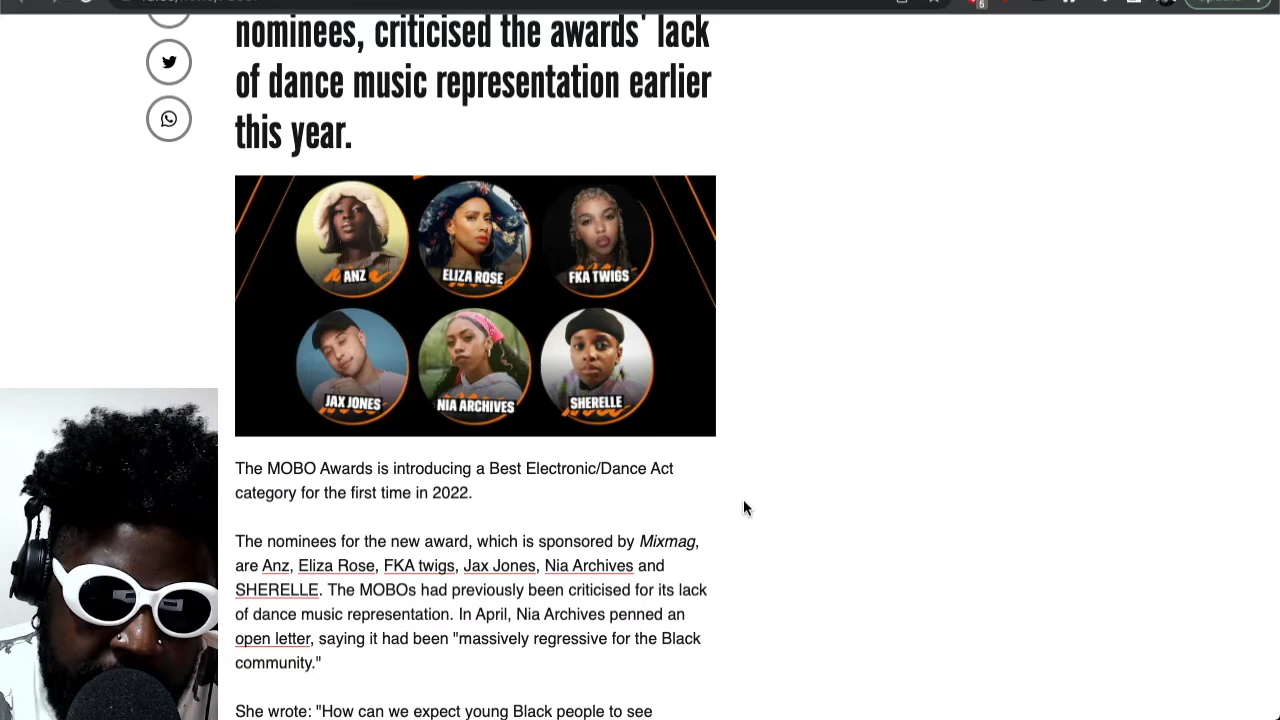 nominees, criticised the awards' lack
of dance music representation earlier
this year.
ANZ
ELIZA ROSE
FKA TWIGS
JAX JONES
NIA ARCHIVES
SHERELLE
The MOBO Awards is introducing a Best Electronic/Dance Act
category for the first time in 2022.
The nominees for the new award, which is sponsored by Mixmag,
are Anz, Eliza Rose, FKA twigs, Jax Jones, Nia Archives and
SHERELLE. The MOBOs had previously been criticised for its lack
of dance music representation. In April, Nia Archives penned an
open letter, saying it had been "massively regressive for the Black
community."
She wrote: "How can we expect young Black people to see